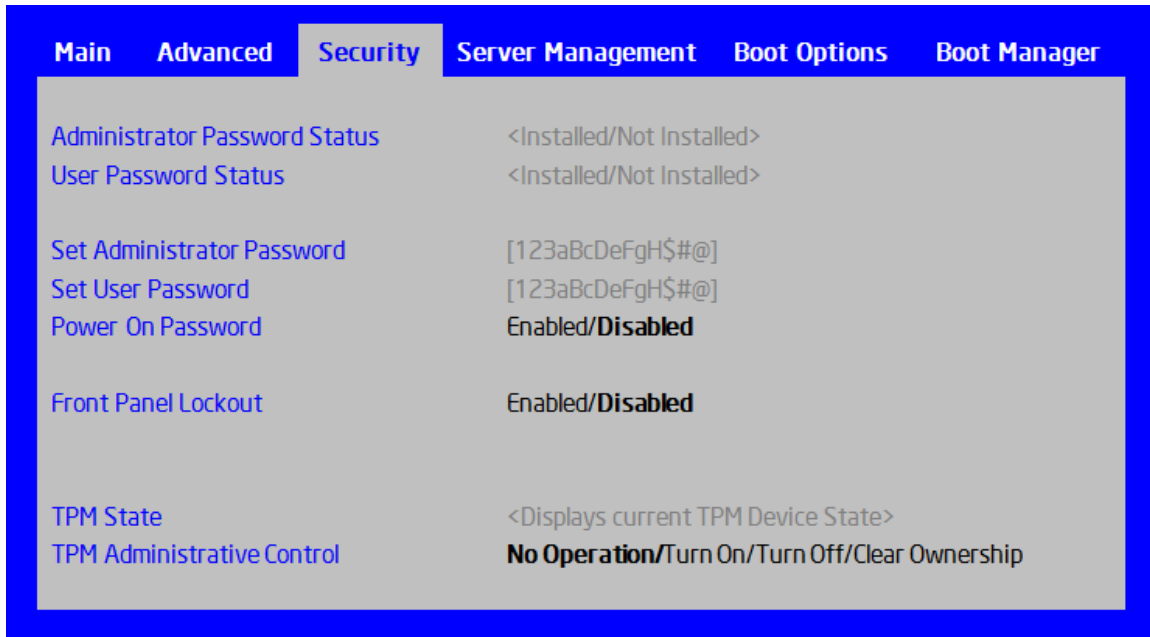 Main Advanced Security Server Management Boot Options Boot Manager
Administrator Password Status <Installed/Not Installed>
User Password Status <Installed/Not Installed>
Set Administrator Password [123aBcDeFgH$#@]
Set User Password [123aBcDeFgH$#@]
Power On Password Enabled/Disabled
Front Panel Lockout Enabled/Disabled
TPM State <Displays current TPM Device State>
TPM Administrative Control No Operation/Turn On/Turn Off/Clear Ownership